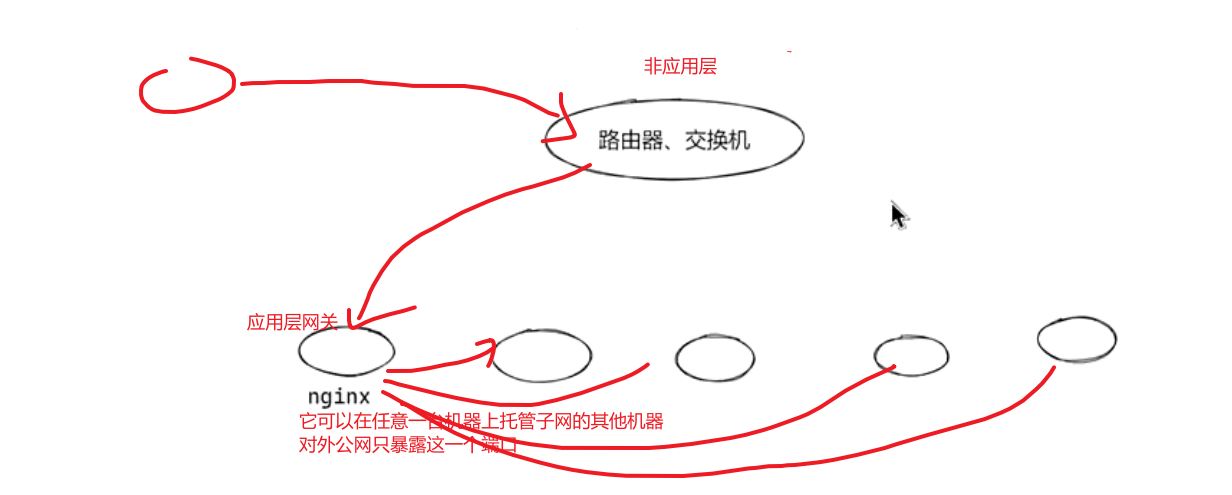 非应用层
路由器、交换机
应用层网关
nginx
它可以在任意一台机器上托管子网的其他机器
对外公网只暴露这一个端口